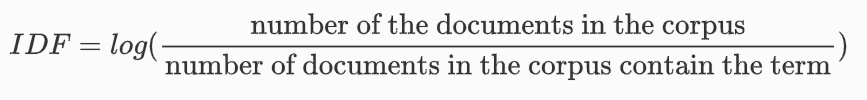 number of the documents in the corpus
IDF = log( )
number of documents in the corpus contain the term